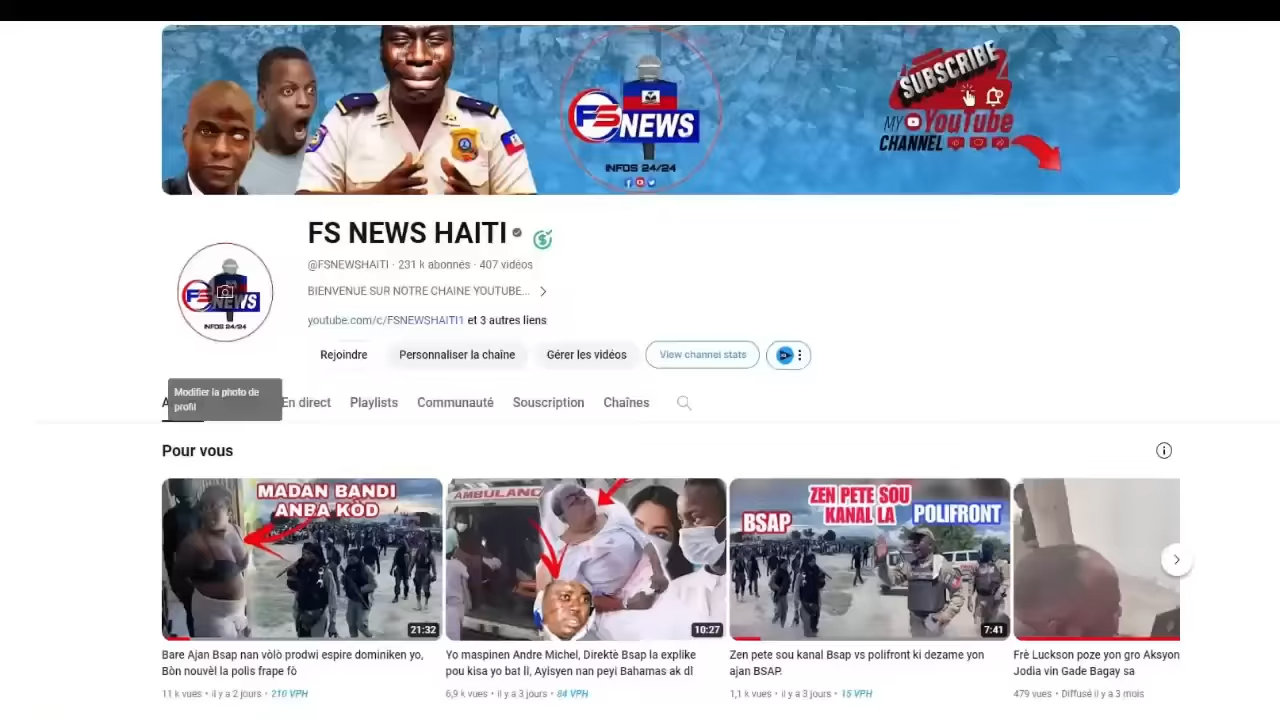 SUBSCRIBE
MY YouTube
CHANNEL
FS NEWS
INFOS 24/24
FS NEWS HAITI
@FSNEWSHAITI · 231 k abonnés · 407 vidéos
BIENVENUE SUR NOTRE CHAINE YOUTUBE...
youtube.com/c/FSNEWSHAITI1 et 3 autres liens
FS NEWS
INFOS 24/24
Rejoindre Personnaliser la chaîne Gérer les vidéos View channel stats
Modifier la photo de
profil
En direct Playlists Communauté Souscription Chaînes
Pour vous
MADAN BANDI
ANBA KÒD
21:32
AMBULANC
10:27
ZEN PETE SOU
KANAL LA
BSAP
POLIFRONT
7:41
Bare Ajan Bsap nan vòlò prodwi espire dominiken yo,
Bòn nouvèl la polis frape fò
11 k vues • il y a 2 jours • 210 VPH
Yo maspinen Andre Michel, Direktè Bsap la explike
pou kisa yo bat li, Ayisyen nan peyi Bahamas ak dl
6,9 k vues • il y a 3 jours • 84 VPH
Zen pete sou kanal Bsap vs polifront ki dezame yon
ajan BSAP.
1,1 k vues • il y a 3 jours • 15 VPH
Frè Luckson poze yon gro Aksyon
Jodia vin Gade Bagay sa
479 vues • Diffusé il y a 3 mois